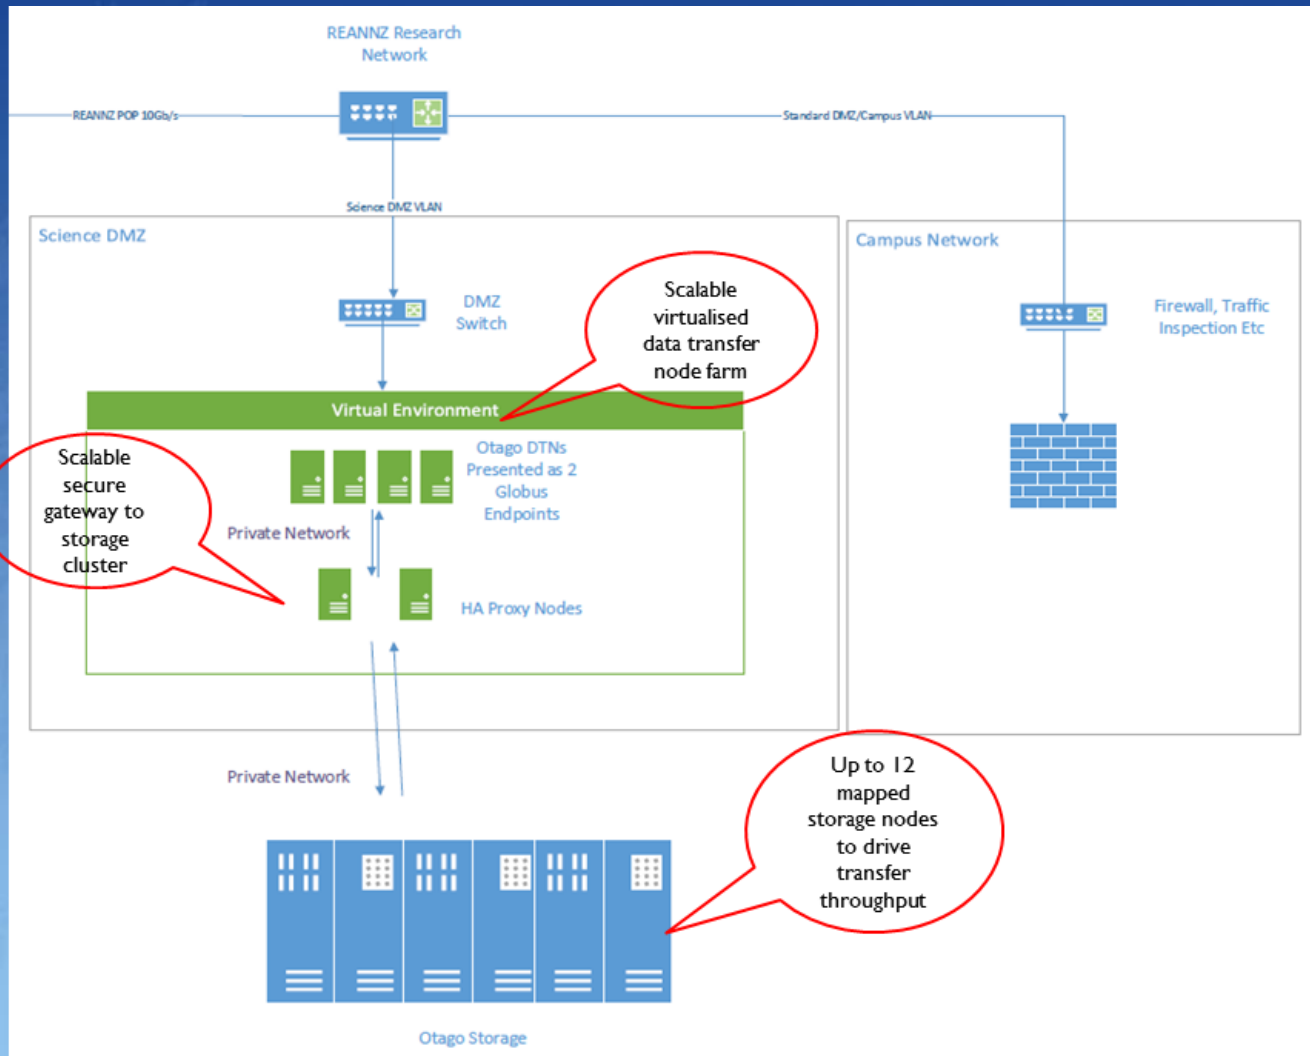 REANNZ Research
Network
REANNZ POP 10Gb/s
Standard DMZ/Campus VLAN
Science DMZ VLAN
Science DMZ
Campus Network
DMZ
Switch
Scalable
virtualised
data transfer
node farm
Firewall, Traffic
Inspection Etc
Virtual Environment
Scalable
secure
gateway to
storage
cluster
Otago DTNs
Presented as 2
Globus
Endpoints
Private Network
HA Proxy Nodes
Private Network
Up to 12
mapped
storage nodes
to drive
transfer
throughput
Otago Storage